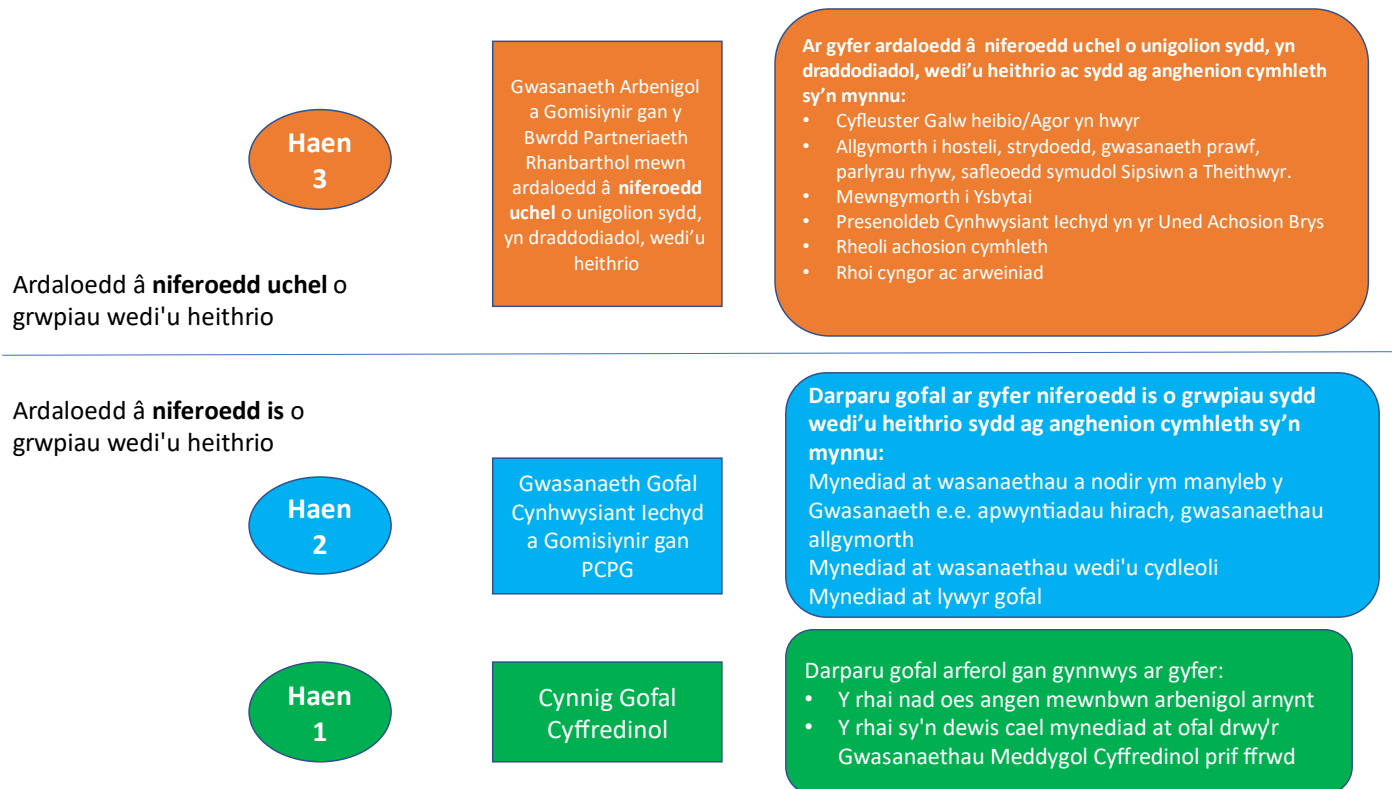 Haen
3
Gwasanaeth Arbenigol
a Gomisiynir gan y
Bwrdd Partneriaeth
Rhanbarthol mewn
ardaloedd â niferoedd
uchel o unigolion sydd,
yn draddodiadol, wedi'u
heithrio
Ar gyfer ardaloedd â niferoedd uchel o unigolion sydd, yn
draddodiadol, wedi'u heithrio ac sydd ag anghenion cymhleth
sy'n mynnu:
• Cyfleuster Galw heibio/Agor yn hwyr
• Allgymorth i hosteli, strydoedd, gwasanaeth prawf,
parlyrau rhyw, safleoedd symudol Sipsiwn a Theithwyr.
• Mewngymorth i Ysbytai
• Presenoldeb Cynhwysiant Iechyd yn yr Uned Achosion Brys
• Rheoli achosion cymhleth
• Rhoi cyngor ac arweiniad
Ardaloedd â niferoedd uchel o
grwpiau wedi'u heithrio
Ardaloedd â niferoedd is o
grwpiau wedi'u heithrio
Haen
2
Gwasanaeth Gofal
Cynhwysiant Iechyd
a Gomisiynir gan
PCPG
Darparu gofal ar gyfer niferoedd is o grwpiau sydd
wedi'u heithrio sydd ag anghenion cymhleth sy'n
mynnu:
Mynediad at wasanaethau a nodir ym manyleb y
Gwasanaeth e.e. apwyntiadau hirach, gwasanaethau
allgymorth
Mynediad at wasanaethau wedi'u cydleoli
Mynediad at lywyr gofal
Haen
1
Cynnig Gofal
Cyffredinol
Darparu gofal arferol gan gynnwys ar gyfer:
• Y rhai nad oes angen mewnbwn arbenigol arnynt
• Y rhai sy'n dewis cael mynediad at ofal drwy'r
Gwasanaethau Meddygol Cyffredinol prif ffrwd